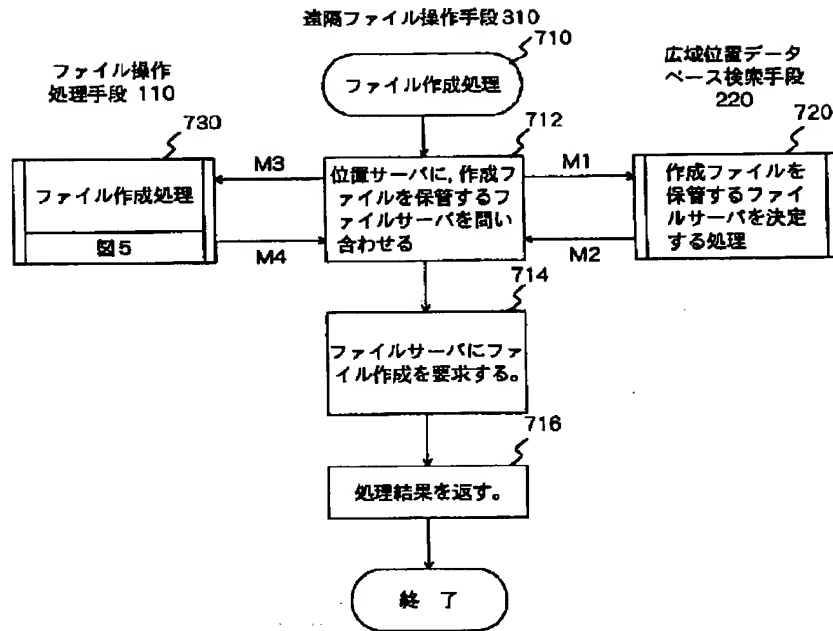 遠隔ファイル操作手段310
710
ファイル作成処理
ファイル操作
処理手段 110
広域位置データ
ベース検索手段
220
730
ファイル作成処理
図5
M3
M4
712
位置サーバに,作成フ
ァイルを保管するファ
イルサーバを問い
合わせる
M1
M2
720
作成ファイルを
保管するファイ
ルサーバを決定
する処理
714
ファイルサーバにファ
イル作成を要求する。
716
処理結果を返す。
終 了